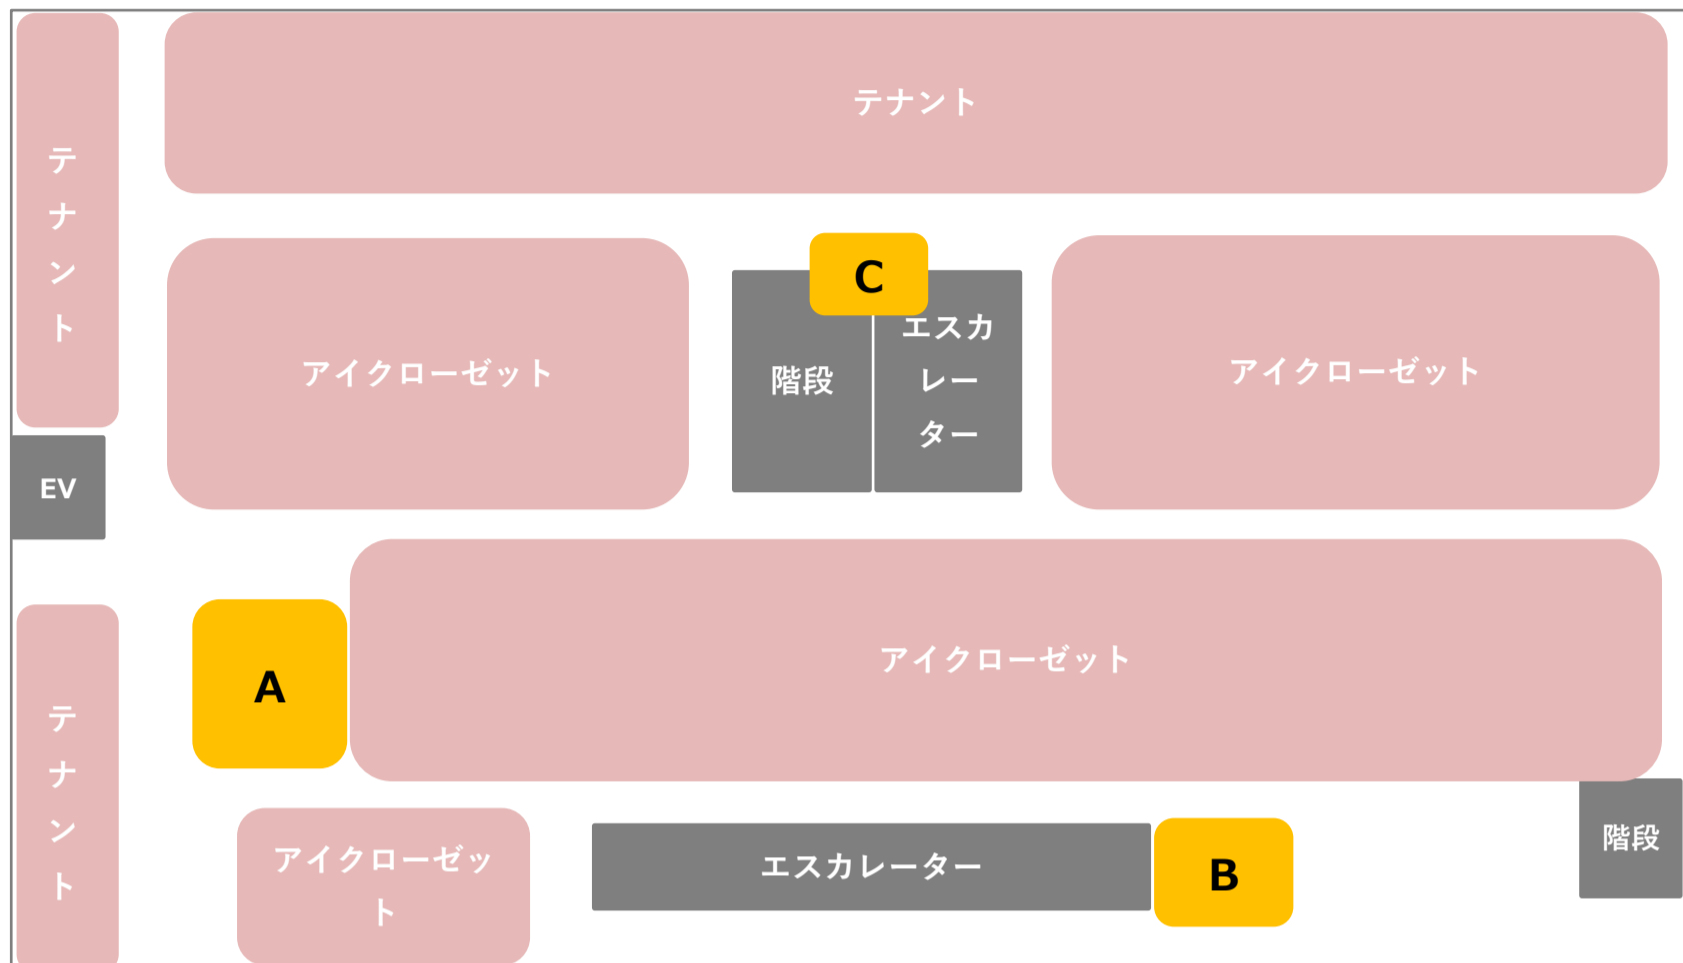 テナント
テナント
C
アイクローゼット
階段
エスカ
レー
ター
アイクローゼット
EV
テナント
A
アイクローゼット
アイクローゼッ
ト
エスカレーター
B
階段